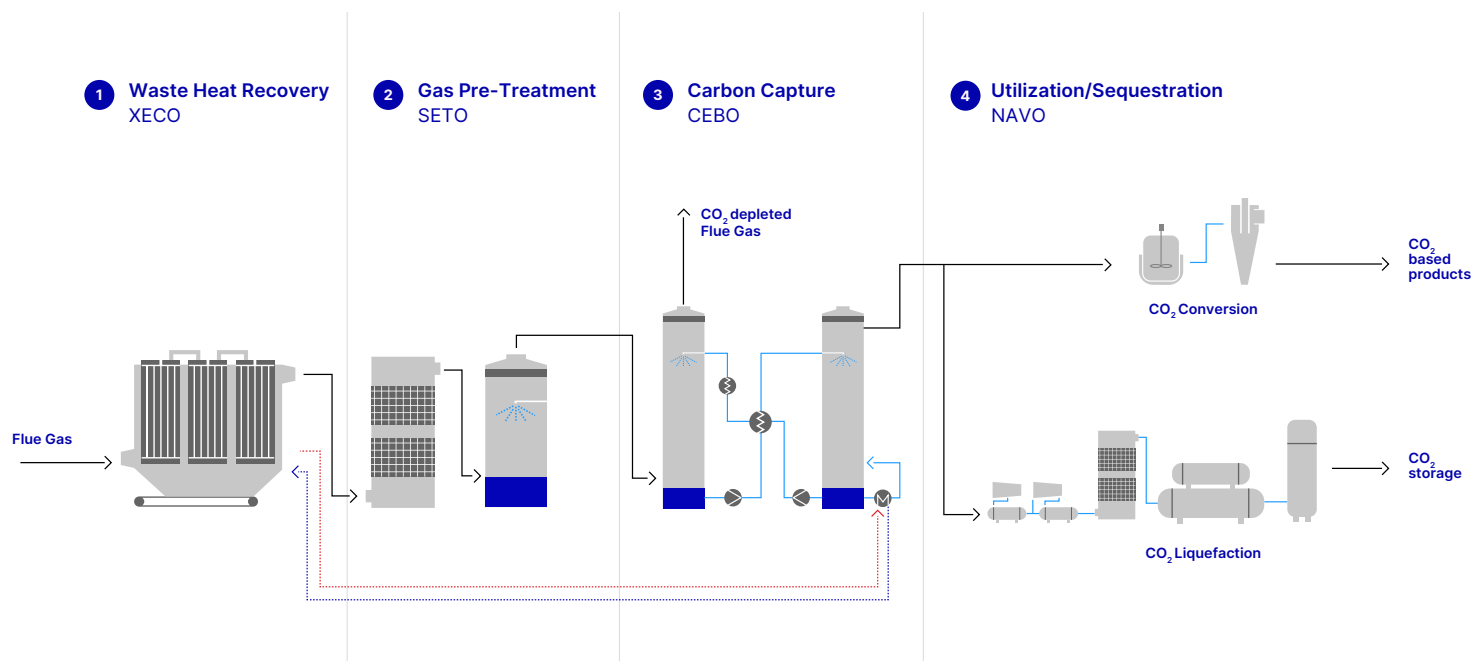 1
Waste Heat Recovery
XECO
2
Gas Pre-Treatment
SETO
3
Carbon Capture
CEBO
4
Utilization/Sequestration
NAVO
CO2 depleted
Flue Gas
CO2
based
products
CO2 Conversion
Flue Gas
CO2
storage
M
CO2 Liquefaction